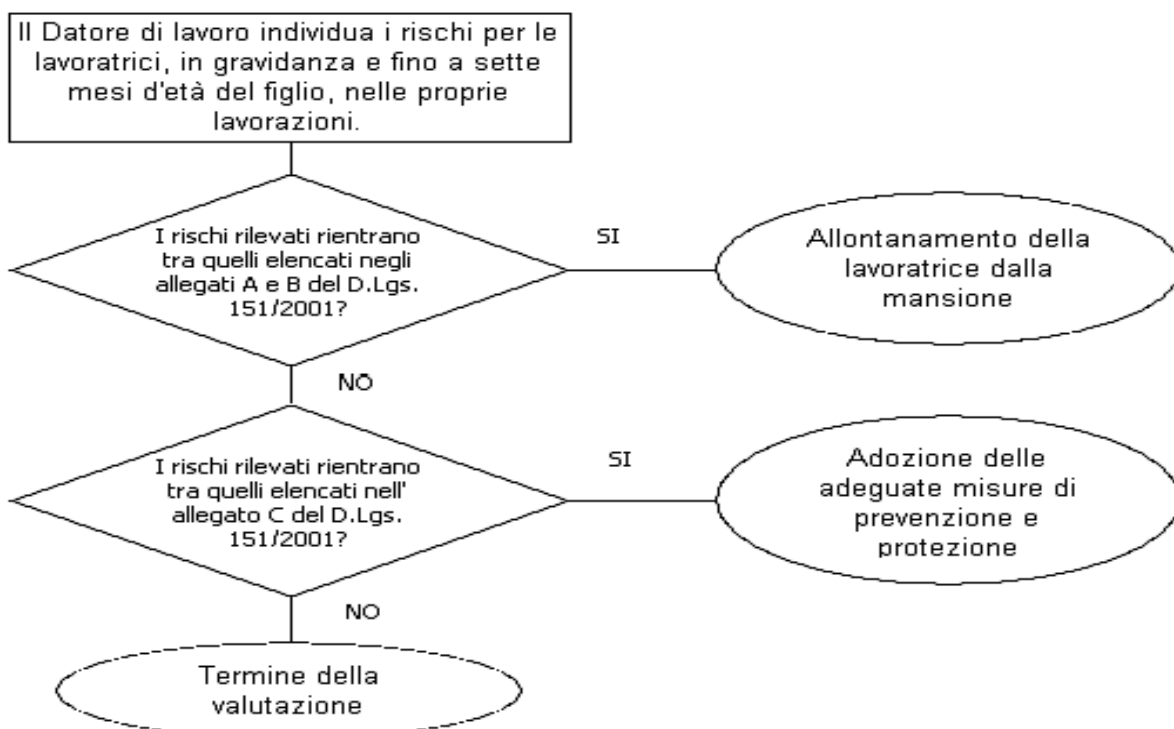 Il Datore di lavoro individua i rischi per le
lavoratrici, in gravidanza e fino a sette
mesi d'età del figlio, nelle proprie
lavorazioni.
I rischi rilevati rientrano
tra quelli elencati negli
allegati A e B del D.Lgs.
151/2001?
SI
Allontanamento della
lavoratrice dalla
mansione
NO
I rischi rilevati rientrano
tra quelli elencati nell'
allegato C del D.Lgs.
151/2001?
SI
Adozione delle
adeguate misure di
prevenzione e
protezione
NO
Termine della
valutazione